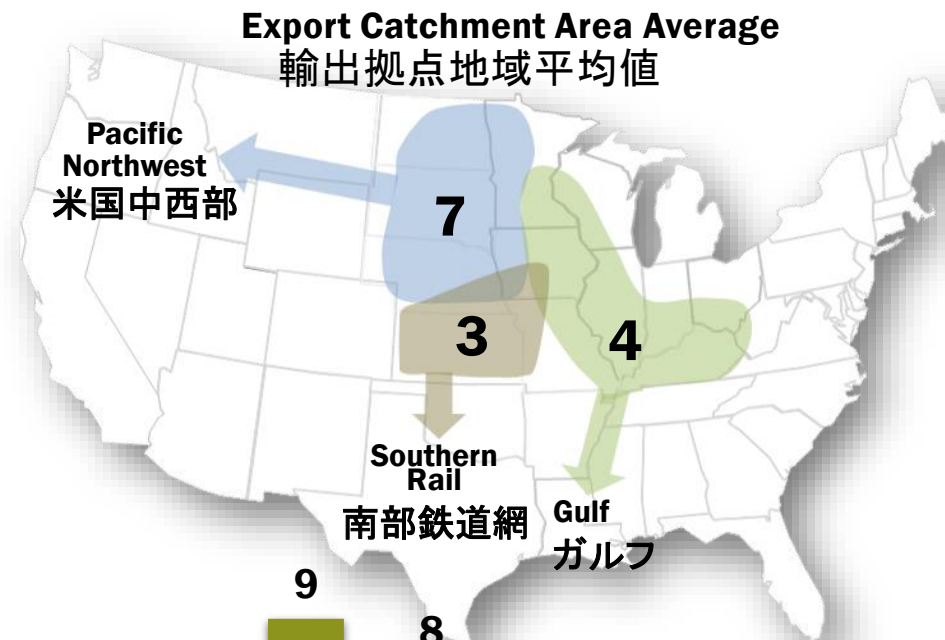 Export Catchment Area Average
輸出拠点地域平均値
Pacific
Northwest
米国中西部
7
3
4
Southern
Rail
南部鉄道網
Gulf
ガルフ
9
8